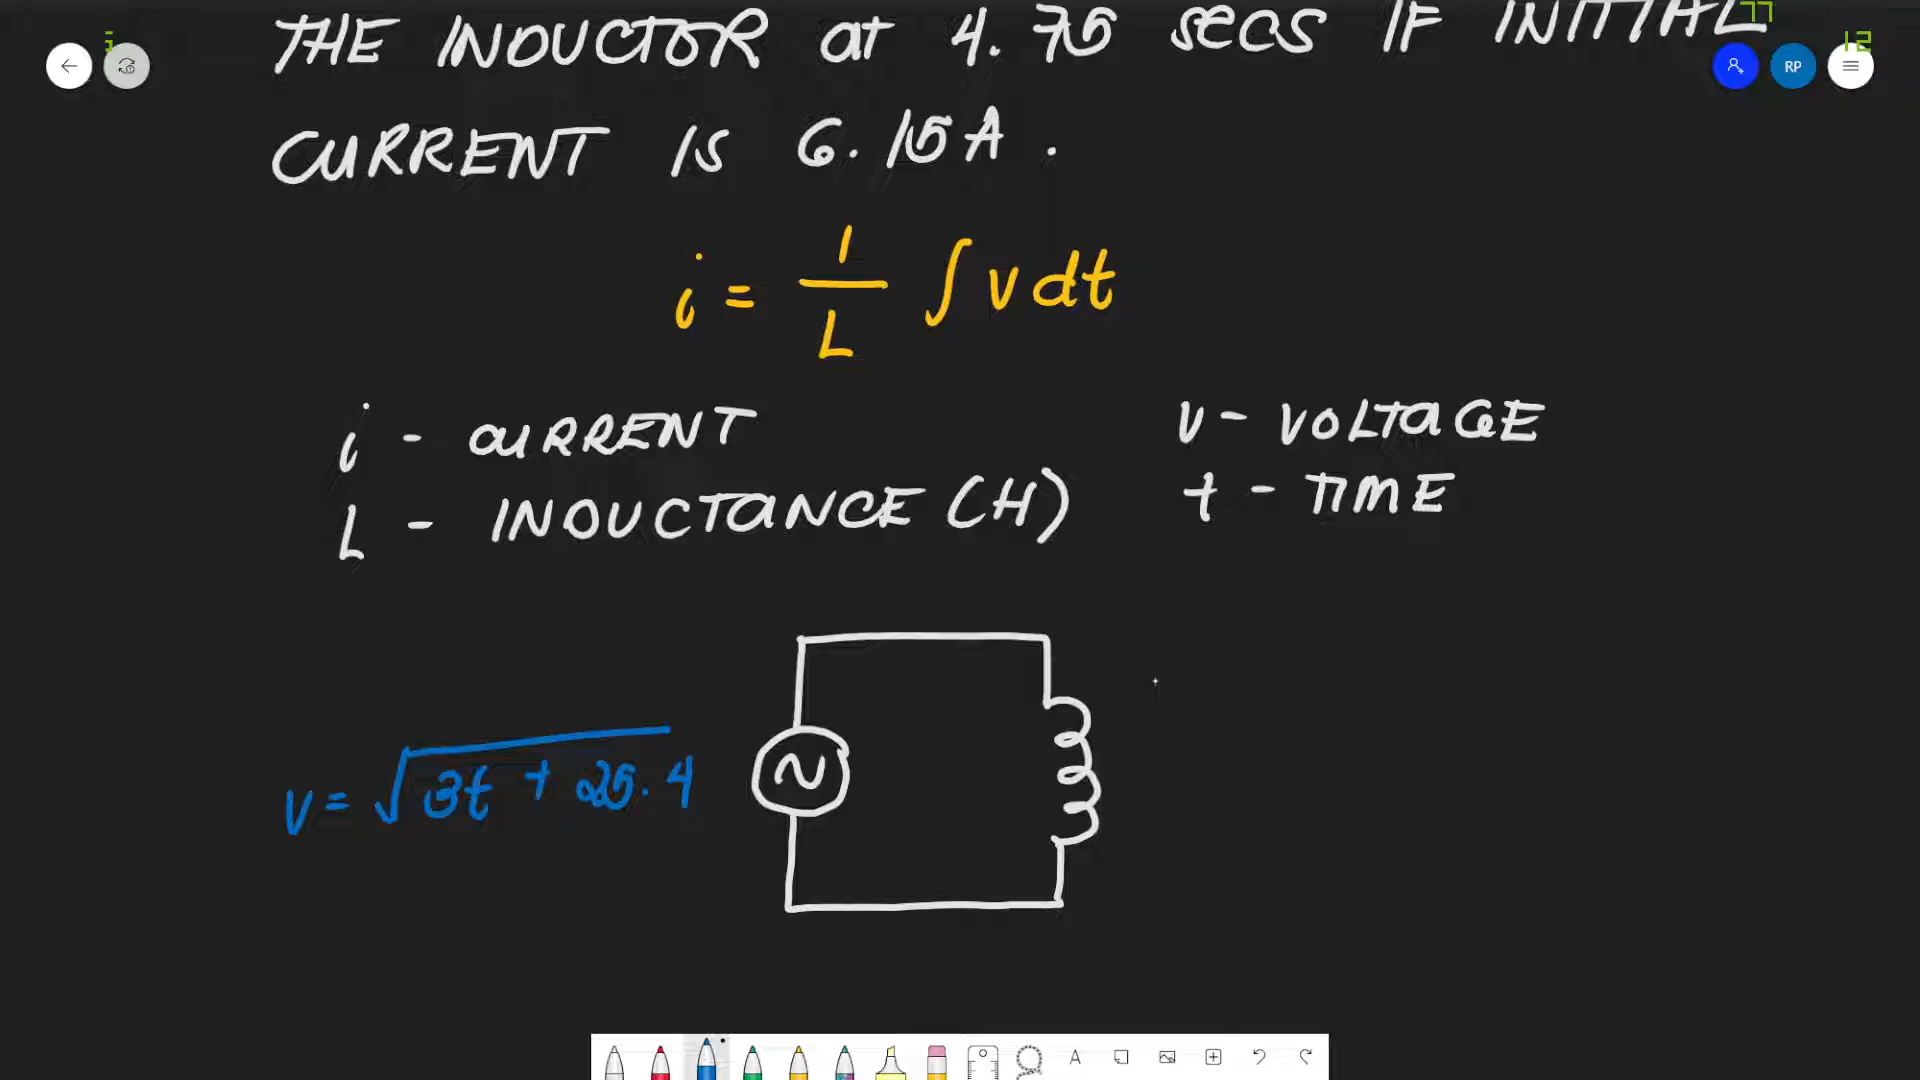 THE INDUCTOR at 4.75 secs IF INITIAL
RP
CURRENT IS 6.15A.
i = 1/L ∫ v dt
i - CURRENT
v - VOLTAGE
L - INDUCTANCE (H)
t - TIME
v = √3t + 25.4
A